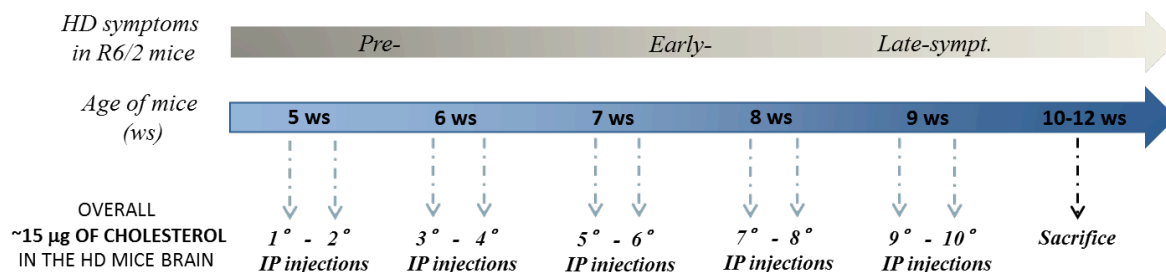 HD symptoms
in R6/2 mice
Pre- Early- Late-sympt.
Age of mice
(ws)
5 ws 6 ws 7 ws 8 ws 9 ws 10-12 ws
OVERALL
~15 μg OF CHOLESTEROL
IN THE HD MICE BRAIN
1° - 2° 3° - 4° 5° - 6° 7° - 8° 9° - 10° Sacrifice
IP injections IP injections IP injections IP injections IP injections